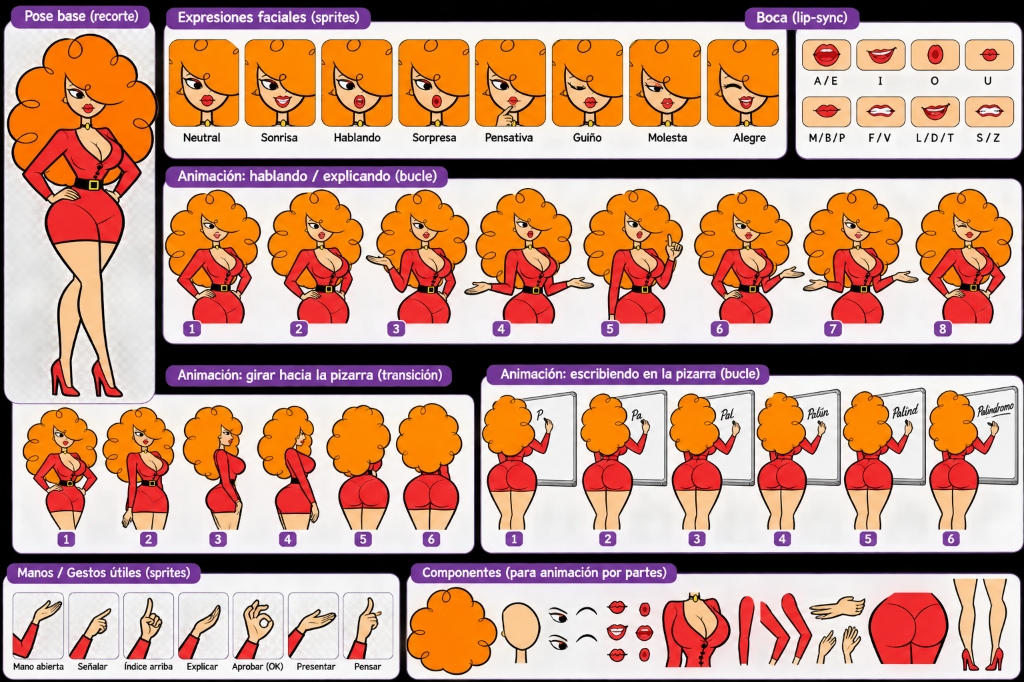 Pose base (recorte)
Expresiones faciales (sprites)
Neutral
Sonrisa
Hablando
Sorpresa
Pensativa
Guiño
Molesta
Alegre
Boca (lip-sync)
A/E
I
O
U
M/B/P
F/V
L/D/T
S/Z
Animación: hablando / explicando (bucle)
1
2
3
4
5
6
7
8
Animación: girar hacia la pizarra (transición)
1
2
3
4
5
6
Animación: escribiendo en la pizarra (bucle)
P
Pa
Pal
Palín
Palind
Palindromo
1
2
3
4
5
6
Manos / Gestos útiles (sprites)
Mano abierta
Señalar
Índice arriba
Explicar
Aprobar (OK)
Presentar
Pensar
Componentes (para animación por partes)